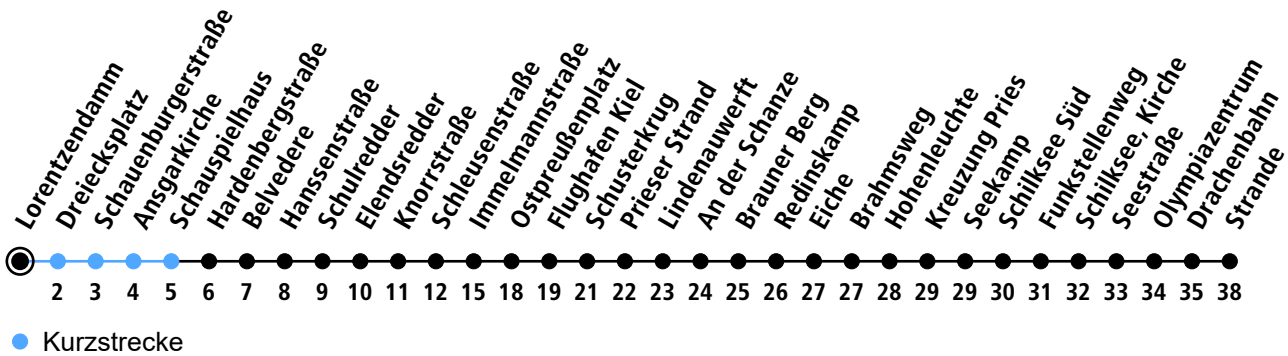 Lorentzendamm
Dreiecksplatz
Schauenburgerstraße
Ansgarkirche
Schauspielhaus
Hardenbergstraße
Belvedere
Hanssenstraße
Schulredder
Elendsredder
Knorrstraße
Schleusenstraße
Immelmannstraße
Ostpreußenplatz
Flughafen Kiel
Schusterkrug
Prieser Strand
Lindenauwerft
An der Schanze
Brauner Berg
Redinskamp
Eiche
Brahmsweg
Hohenleuchte
Kreuzung Pries
Seekamp
Schilksee Süd
Funkstellenweg
Schilksee, Kirche
Seestraße
Olympiazentrum
Drachenbahn
Strande
2 3 4 5 6 7 8 9 10 11 12 15 18 19 21 22 23 24 25 26 27 27 28 29 29 30 31 32 33 34 35 38
Kurzstrecke